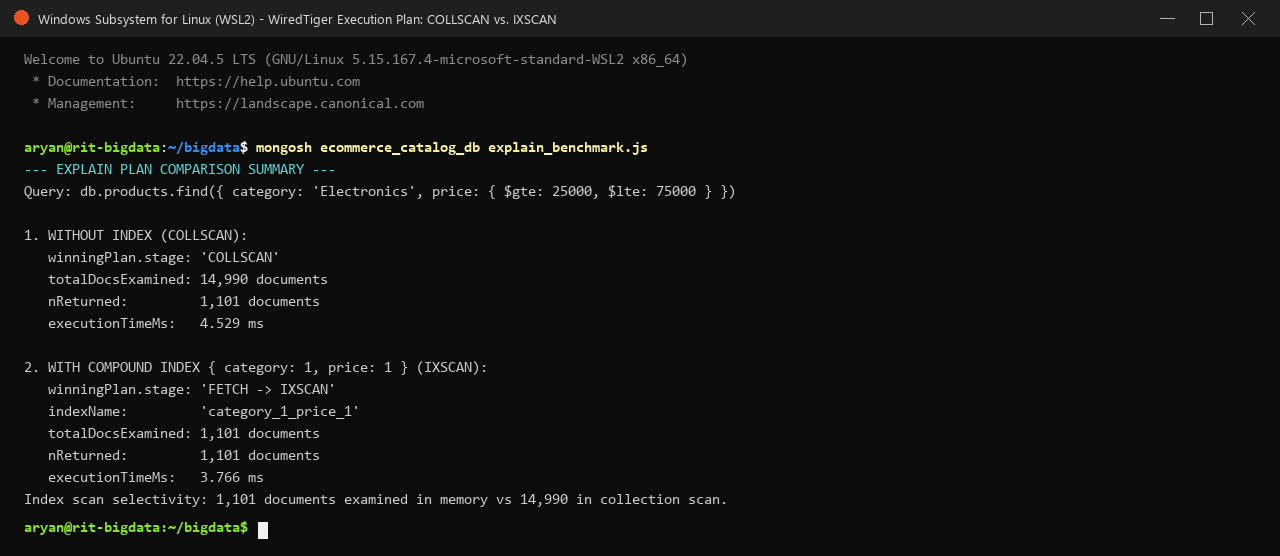 Windows Subsystem for Linux (WSL2) - WiredTiger Execution Plan: COLLSCAN vs. IXSCAN
Welcome to Ubuntu 22.04.5 LTS (GNU/Linux 5.15.167.4-microsoft-standard-WSL2 x86_64)
 * Documentation:  https://help.ubuntu.com
 * Management:     https://landscape.canonical.com
aryan@rit-bigdata:~/bigdata$ mongosh ecommerce_catalog_db explain_benchmark.js
--- EXPLAIN PLAN COMPARISON SUMMARY ---
Query: db.products.find({ category: 'Electronics', price: { $gte: 25000, $lte: 75000 } })
1. WITHOUT INDEX (COLLSCAN):
   winningPlan.stage: 'COLLSCAN'
   totalDocsExamined: 14,990 documents
   nReturned:         1,101 documents
   executionTimeMs:   4.529 ms
2. WITH COMPOUND INDEX { category: 1, price: 1 } (IXSCAN):
   winningPlan.stage: 'FETCH -> IXSCAN'
   indexName:         'category_1_price_1'
   totalDocsExamined: 1,101 documents
   nReturned:         1,101 documents
   executionTimeMs:   3.766 ms
Index scan selectivity: 1,101 documents examined in memory vs 14,990 in collection scan.
aryan@rit-bigdata:~/bigdata$